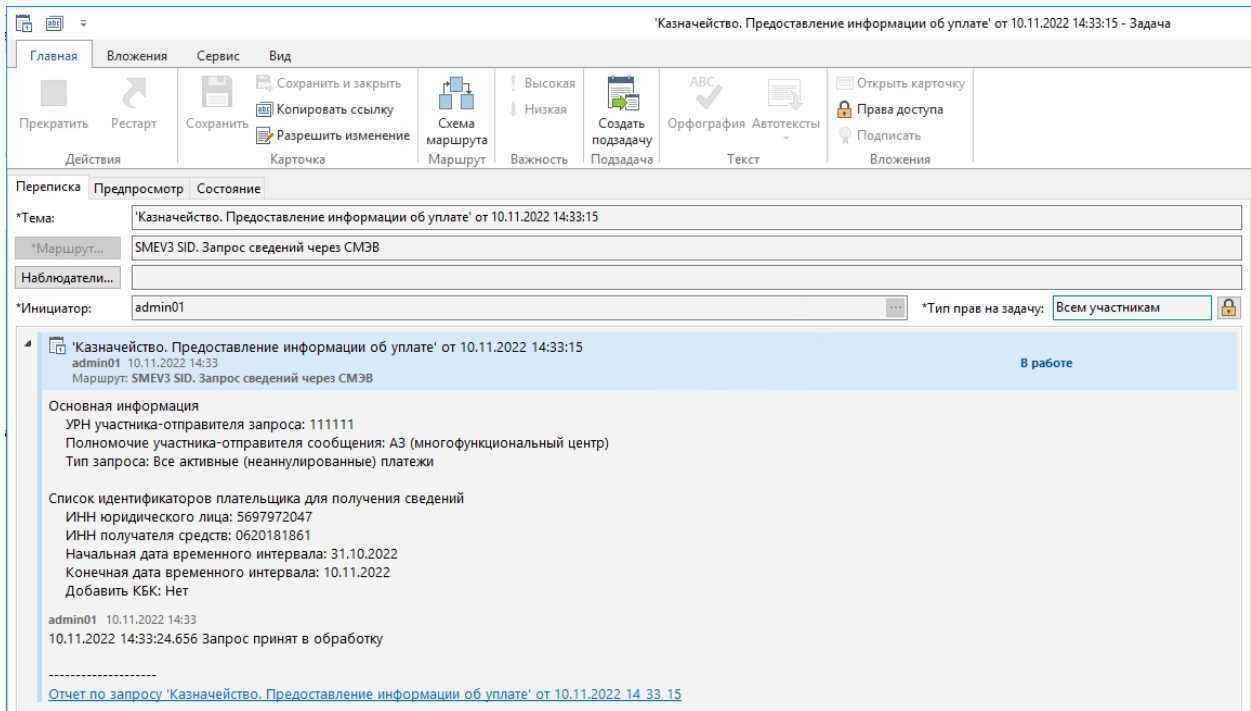 'Казначейство. Предоставление информации об уплате' от 10.11.2022 14:33:15 - Задача
Главная Вложения Сервис Вид
Прекратить Рестарт
Действия
Сохранить
Сохранить и закрыть
Копировать ссылку
Разрешить изменение
Карточка
Схема
маршрута
Маршрут
Высокая
Низкая
Важность
Создать
подзадачу
Подзадача
ABC
Орфография Автотексты
Текст
Открыть карточку
Права доступа
Подписать
Вложения
Переписка Предпросмотр Состояние
*Тема: 'Казначейство. Предоставление информации об уплате' от 10.11.2022 14:33:15
*Маршрут... SMEV3 SID. Запрос сведений через СМЭВ
Наблюдатели...
*Инициатор: admin01 ... *Тип прав на задачу: Всем участникам
'Казначейство. Предоставление информации об уплате' от 10.11.2022 14:33:15
admin01 10.11.2022 14:33 В работе
Маршрут: SMEV3 SID. Запрос сведений через СМЭВ
Основная информация
УРН участника-отправителя запроса: 111111
Полномочие участника-отправителя сообщения: АЗ (многофункциональный центр)
Тип запроса: Все активные (неаннулированные) платежи
Список идентификаторов плательщика для получения сведений
ИНН юридического лица: 5697972047
ИНН получателя средств: 0620181861
Начальная дата временного интервала: 31.10.2022
Конечная дата временного интервала: 10.11.2022
Добавить КБК: Нет
admin01 10.11.2022 14:33
10.11.2022 14:33:24.656 Запрос принят в обработку
--------------------
Отчет по запросу 'Казначейство. Предоставление информации об уплате' от 10.11.2022 14_33_15